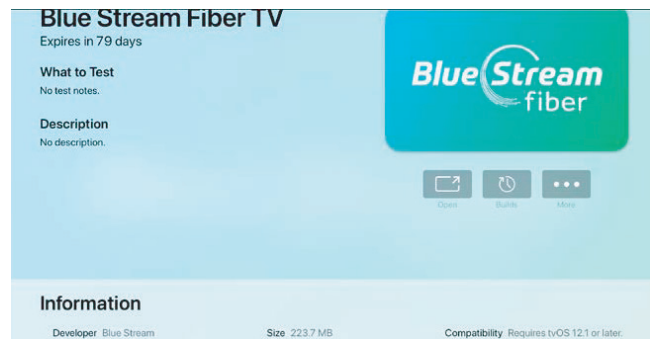 Blue Stream Fiber TV
Expires in 79 days
What to Test
No test notes.
Description
No description.
Blue Stream
fiber
Open
Builds
More
Information
Developer Blue Stream
Size 223.7 MB
Compatibility Requires tvOS 12.1 or later.